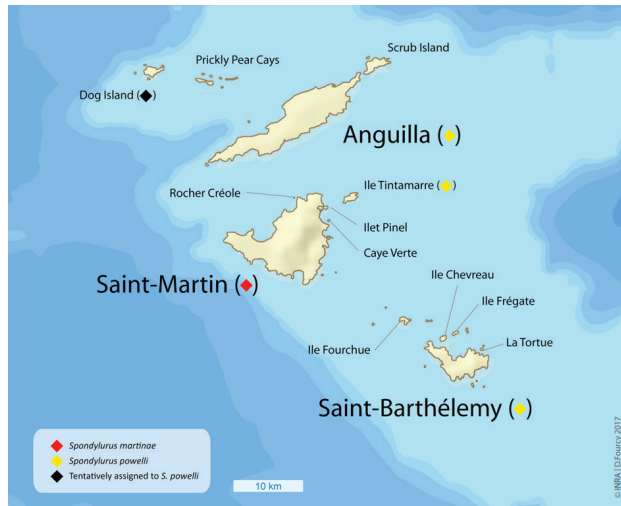 Scrub Island
Prickly Pear Cays
Dog Island (◆)
Anguilla (◆)
Ile Tintamarre (◆)
Rocher Créole
Ilet Pinel
Caye Verte
Saint-Martin (◆)
Ile Chevreau
Ile Frégate
La Tortue
Ile Fourchue
Saint-Barthélemy (◆)
Spondylurus martinae
Spondylurus powelli
Tentatively assigned to S. powelli
10 km
© INRA I D.Fourcy 2017